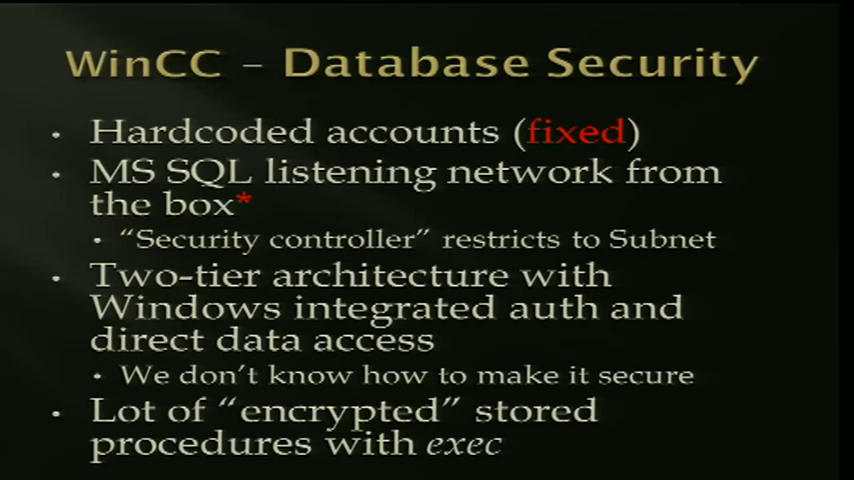 WinCC – Database Security
• Hardcoded accounts (fixed)
• MS SQL listening network from
the box*
• “Security controller” restricts to Subnet
• Two-tier architecture with
Windows integrated auth and
direct data access
• We don’t know how to make it secure
• Lot of “encrypted” stored
procedures with exec